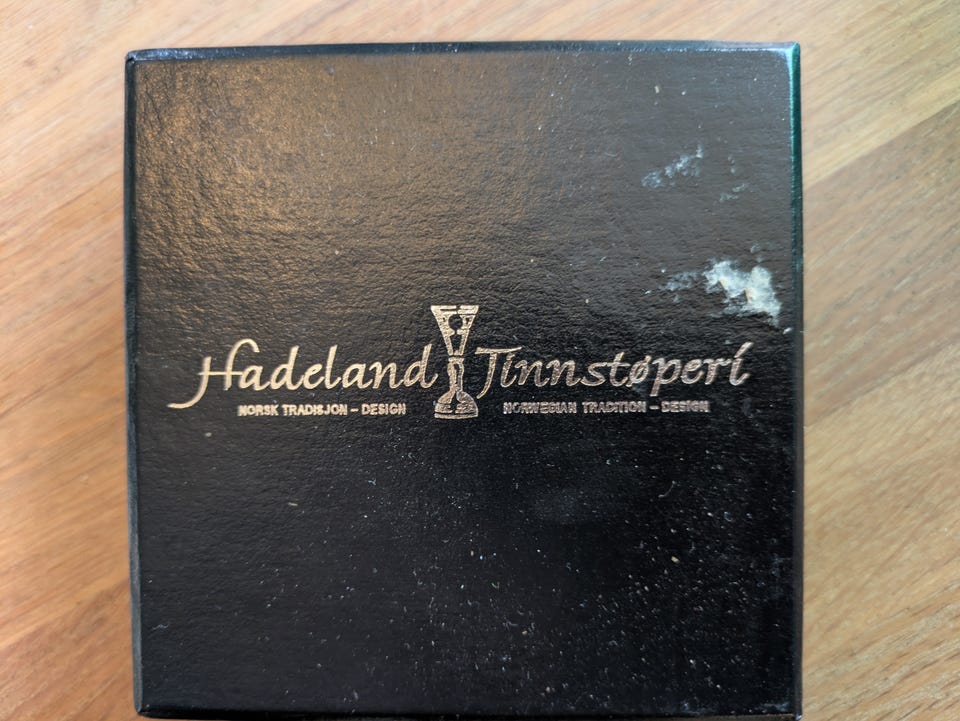 Hadeland Tinnstøperi
NORSK TRADISJON – DESIGN NORWEGIAN TRADITION – DESIGN